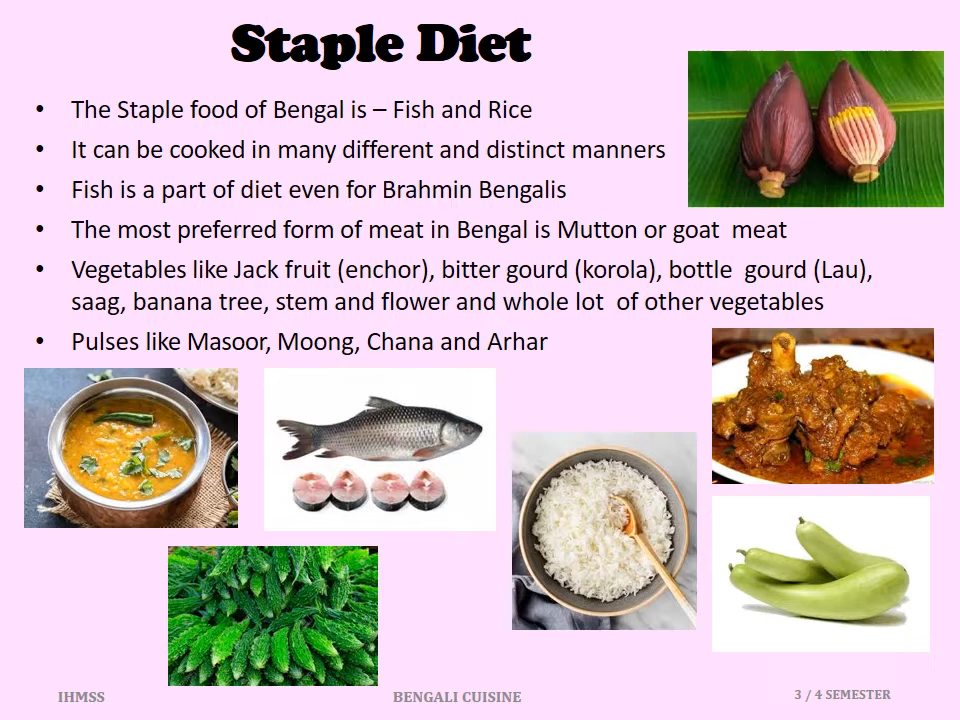 Staple Diet
• The Staple food of Bengal is – Fish and Rice
• It can be cooked in many different and distinct manners
• Fish is a part of diet even for Brahmin Bengalis
• The most preferred form of meat in Bengal is Mutton or goat meat
• Vegetables like Jack fruit (enchor), bitter gourd (korola), bottle gourd (Lau),
saag, banana tree, stem and flower and whole lot of other vegetables
• Pulses like Masoor, Moong, Chana and Arhar
IHMSS
BENGALI CUISINE
3 / 4 SEMESTER